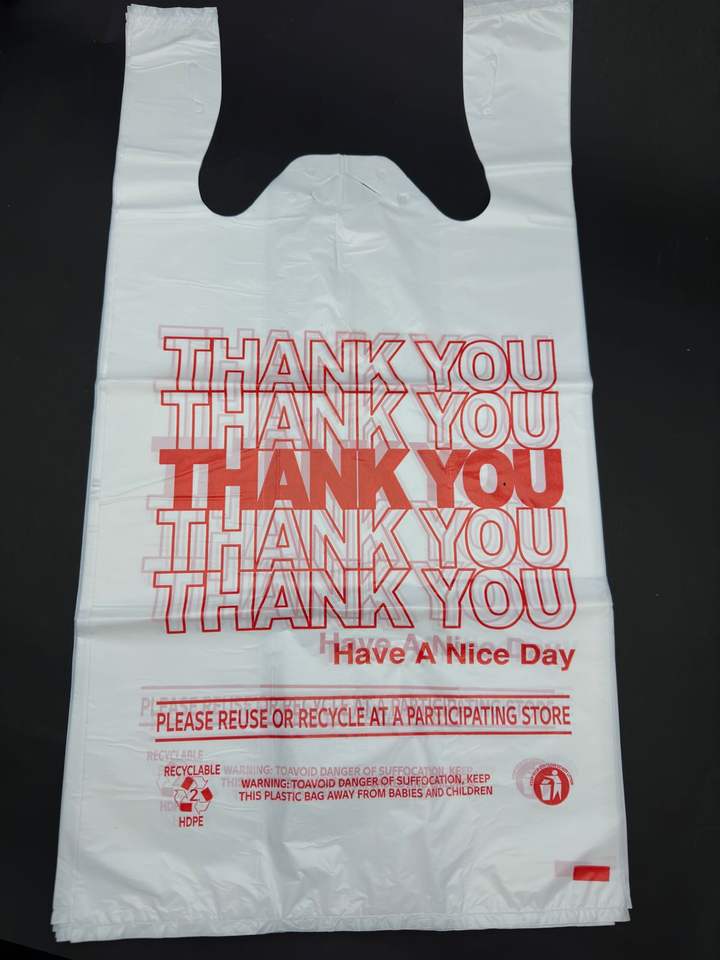 THANK YOU
THANK YOU
THANK YOU
THANK YOU
THANK YOU
Have A Nice Day
PLEASE REUSE OR RECYCLE AT A PARTICIPATING STORE
RECYCLABLE
2
HDPE
WARNING: TOAVOID DANGER OF SUFFOCATION, KEEP
THIS PLASTIC BAG AWAY FROM BABIES AND CHILDREN